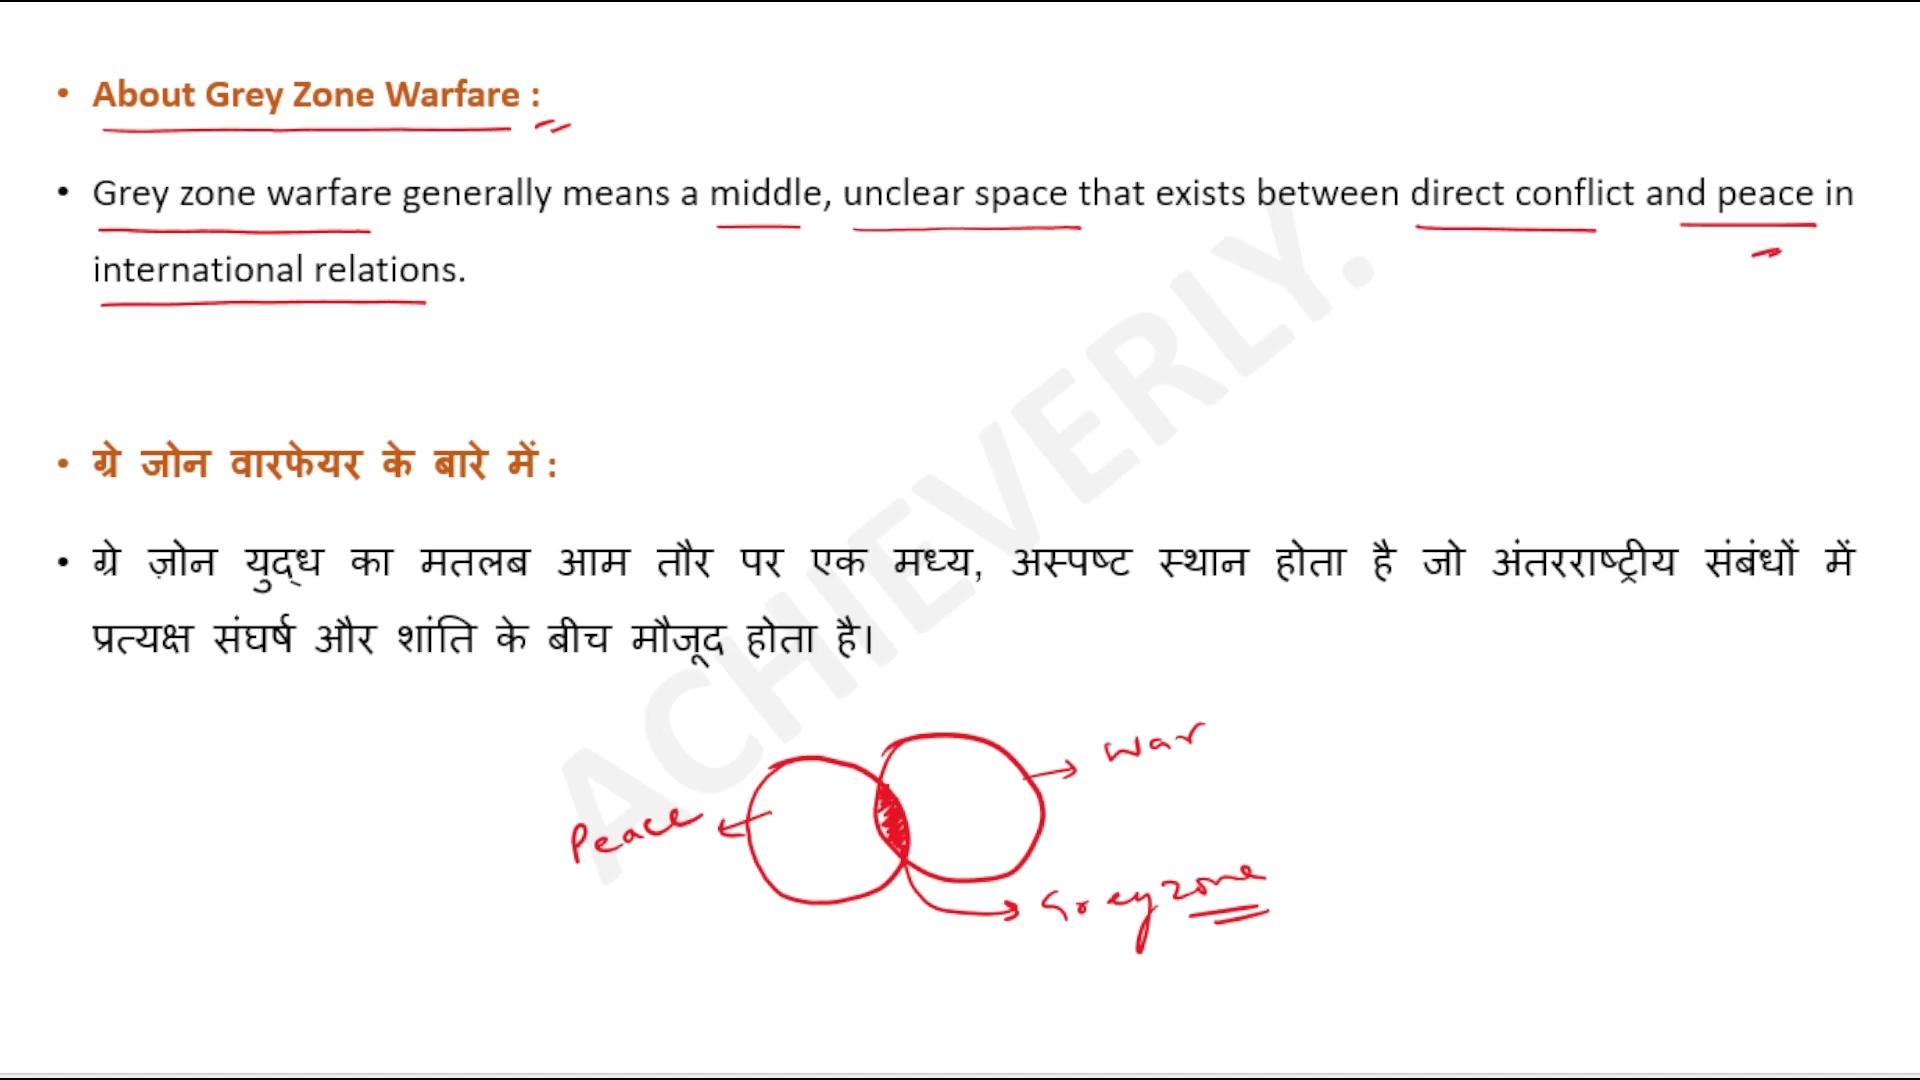 • About Grey Zone Warfare :
• Grey zone warfare generally means a middle, unclear space that exists between direct conflict and peace in
international relations.
• ग्रे जोन वारफेयर के बारे में :
• ग्रे ज़ोन युद्ध का मतलब आम तौर पर एक मध्य, अस्पष्ट स्थान होता है जो अंतरराष्ट्रीय संबंधों में
प्रत्यक्ष संघर्ष और शांति के बीच मौजूद होता है।
ACHIEVERLY.
War
Peace
Grey zone